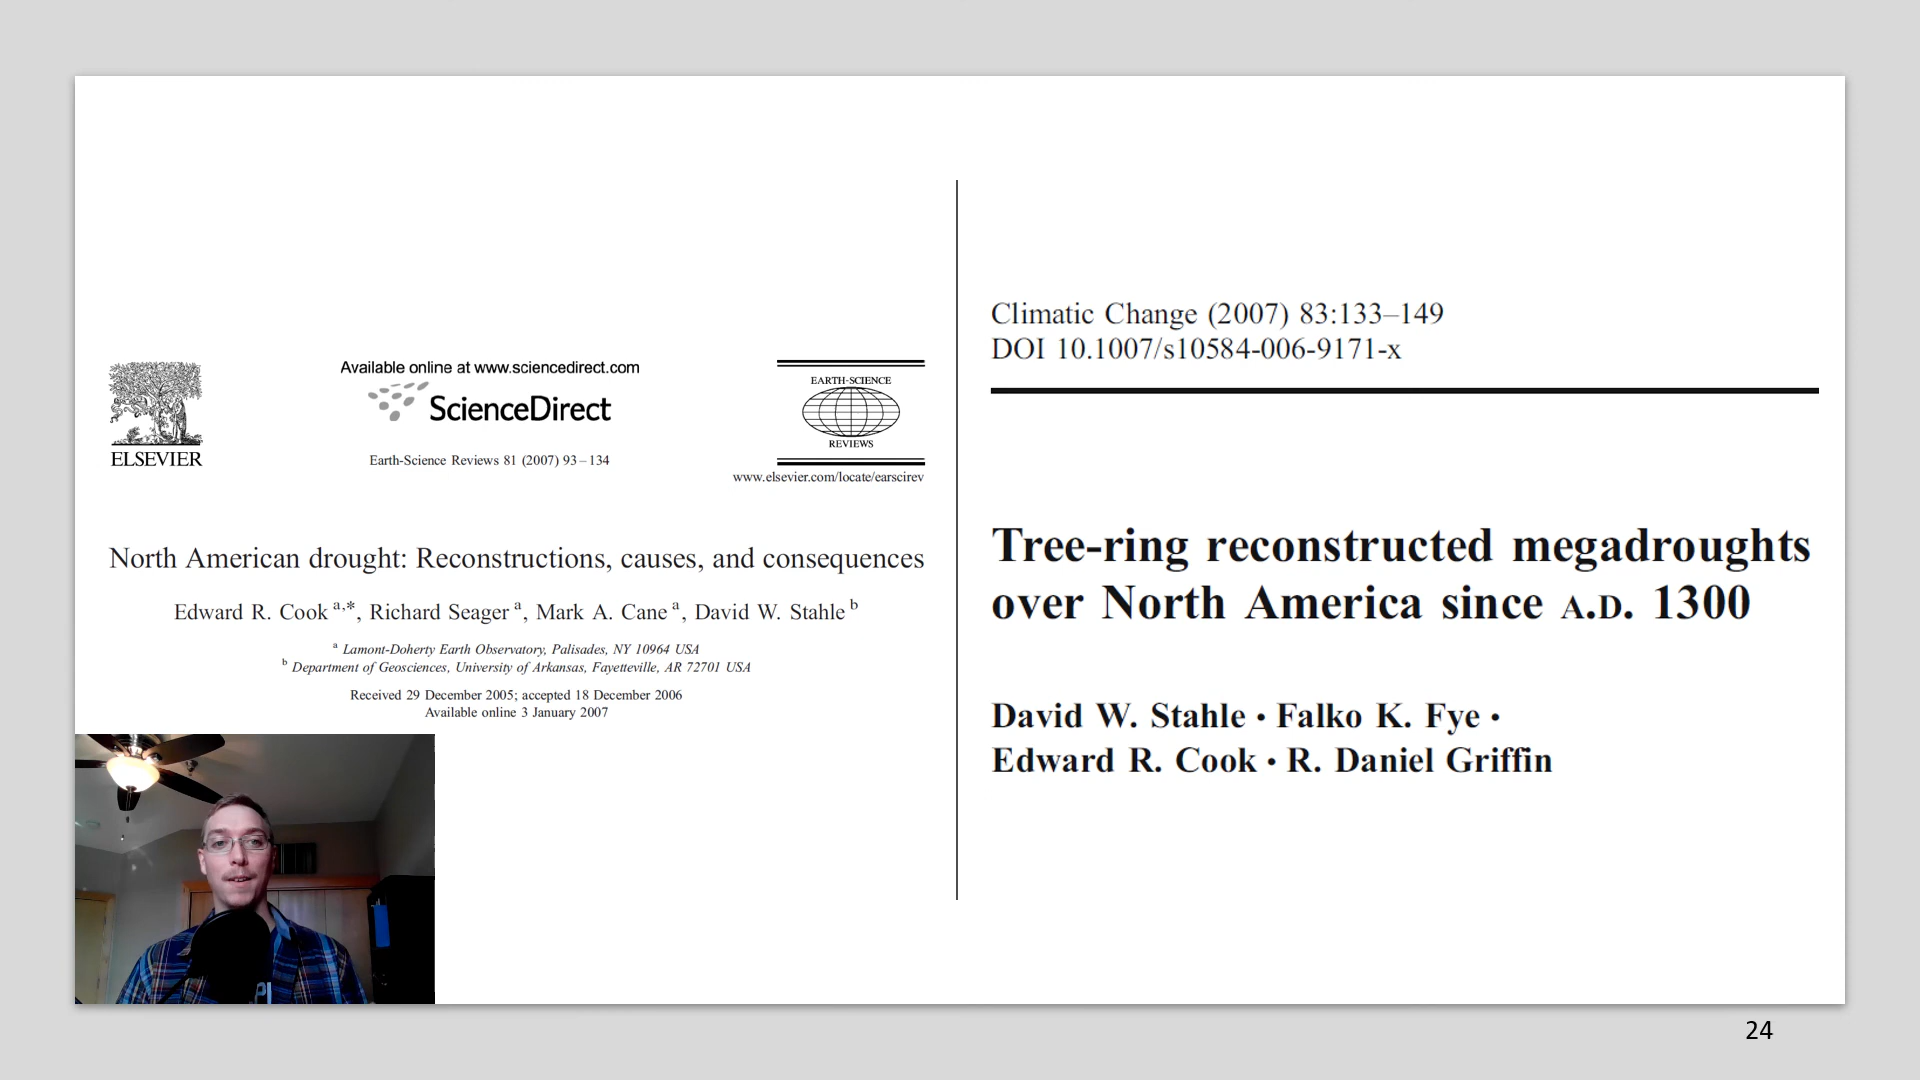 Available online at www.sciencedirect.com
ScienceDirect
ELSEVIER
Earth-Science Reviews 81 (2007) 93–134
EARTH-SCIENCE
REVIEWS
www.elsevier.com/locate/earscirev
North American drought: Reconstructions, causes, and consequences
Edward R. Cook a,*, Richard Seager a, Mark A. Cane a, David W. Stahle b
a Lamont-Doherty Earth Observatory, Palisades, NY 10964 USA
b Department of Geosciences, University of Arkansas, Fayetteville, AR 72701 USA
Received 29 December 2005; accepted 18 December 2006
Available online 3 January 2007
Climatic Change (2007) 83:133–149
DOI 10.1007/s10584-006-9171-x
Tree-ring reconstructed megadroughts
over North America since A.D. 1300
David W. Stahle • Falko K. Fye •
Edward R. Cook • R. Daniel Griffin
24